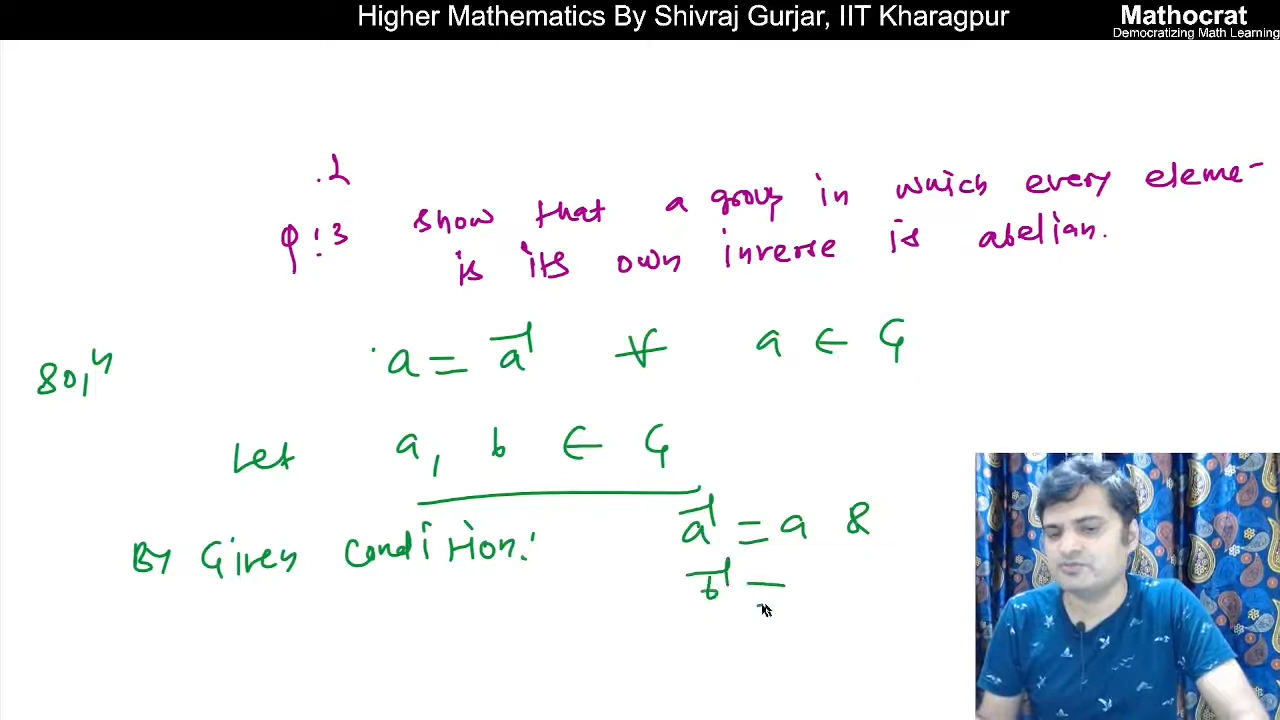 Higher Mathematics By Shivraj Gurjar, IIT Kharagpur
Mathocrat
Democratizing Math Learning
.2
Q:3 show that a group in which every eleme-
is its own inverse is abelian.
a = a⁻¹ ∀ a ∈ G
Let a, b ∈ G
By Given Condition: a⁻¹ = a &
b⁻¹ =